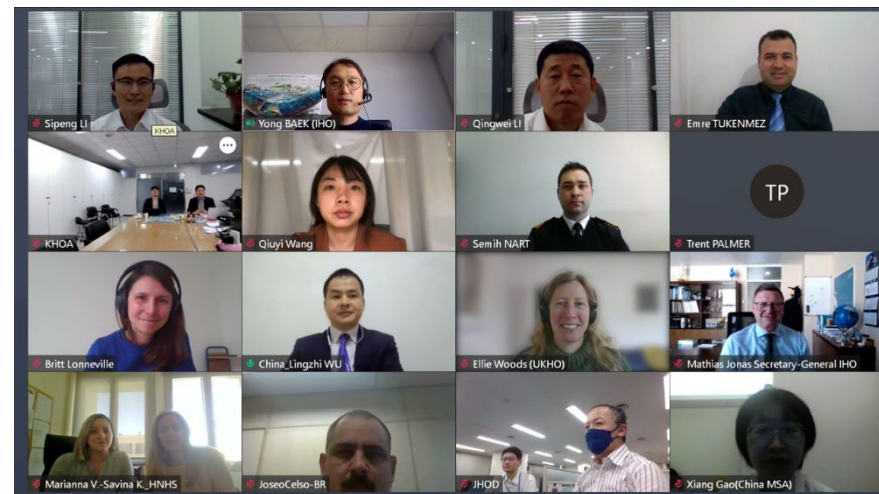 Sipeng LI
KHOA
Yong BAEK (IHO)
Qingwei LI
Emre TUKENMEZ
KHOA
Qiuyi Wang
Semih NART
TP
Trent PALMER
Britt Lonneville
China_Lingzhi WU
Ellie Woods (UKHO)
Mathias Jonas Secretary-General IHO
Marianna V.-Savina K._HNHS
JoseoCelso-BR
JHOD
Xiang Gao(China MSA)